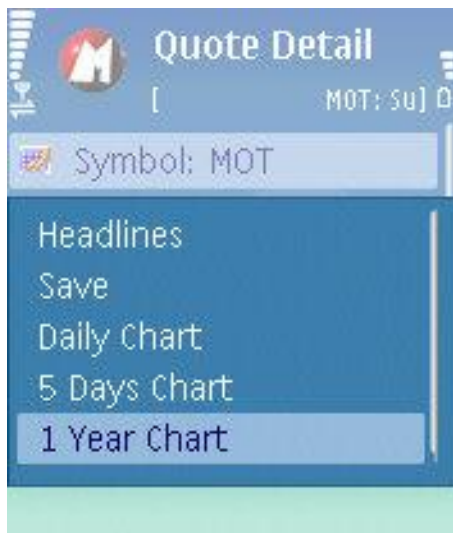 Quote Detail
[ MOT: Su]
Symbol: MOT
Headlines
Save
Daily Chart
5 Days Chart
1 Year Chart